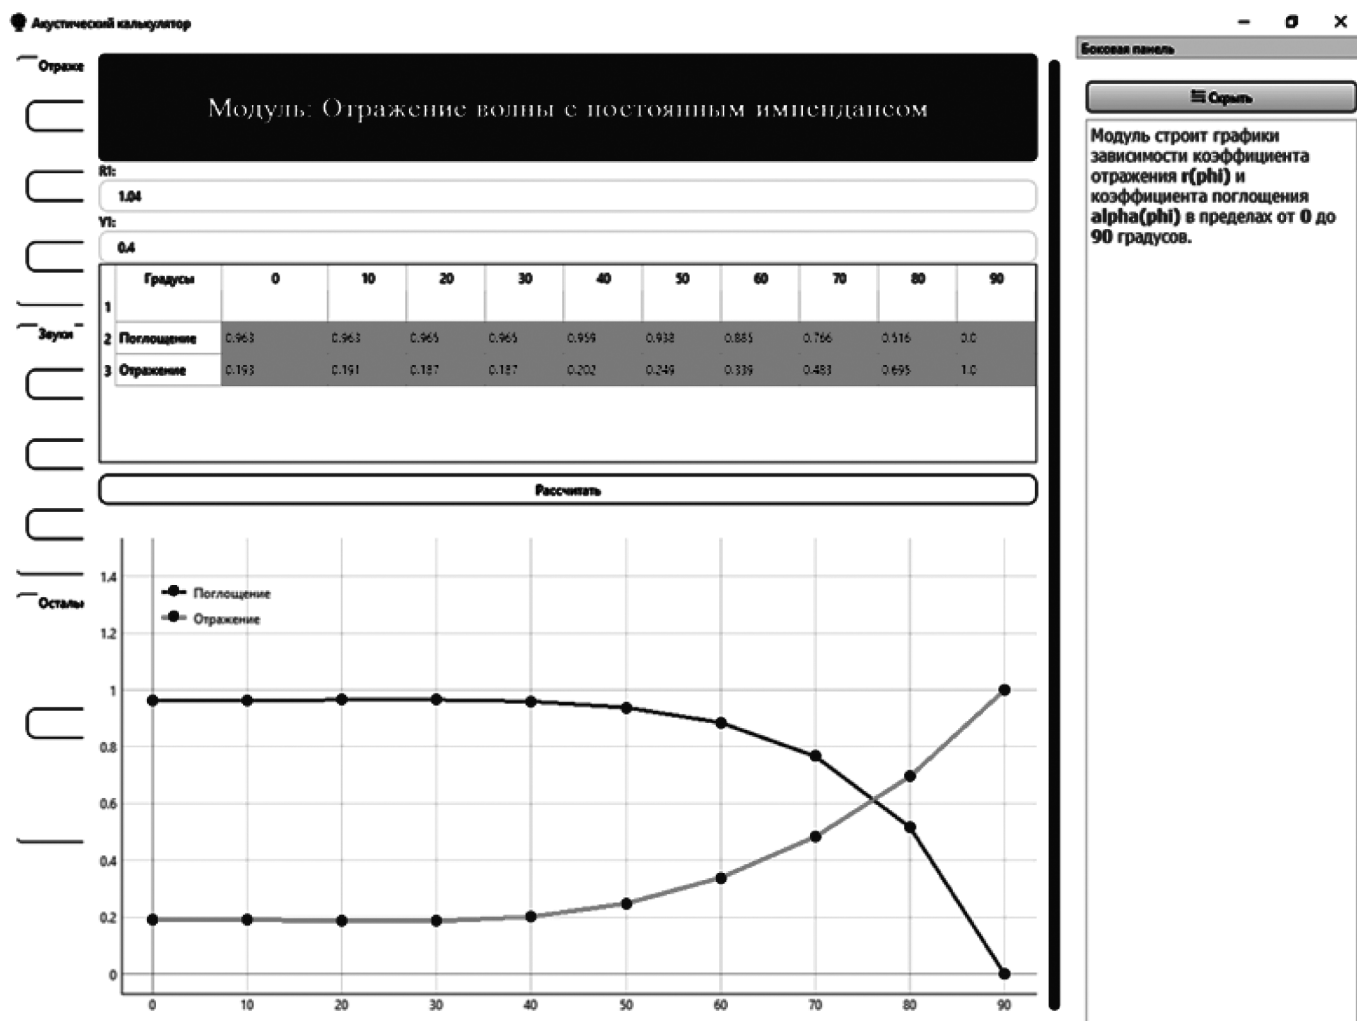 Акустический калькулятор
Отраже
Модуль: Отражение волны с постоянным импендансом
R1:
1.04
V1:
0.4
Градусы 0 10 20 30 40 50 60 70 80 90
1
2 Поглощение 0.963 0.963 0.965 0.965 0.959 0.938 0.885 0.766 0.516 0.0
3 Отражение 0.193 0.191 0.187 0.187 0.202 0.249 0.339 0.483 0.695 1.0
Звуки
Рассчитать
Осталы
Поглощение
Отражение
1.4
1.2
1
0.8
0.6
0.4
0.2
0
0 10 20 30 40 50 60 70 80 90
Боковая панель
Скрыть
Модуль строит графики
зависимости коэффициента
отражения r(phi) и
коэффициента поглощения
alpha(phi) в пределах от 0 до
90 градусов.